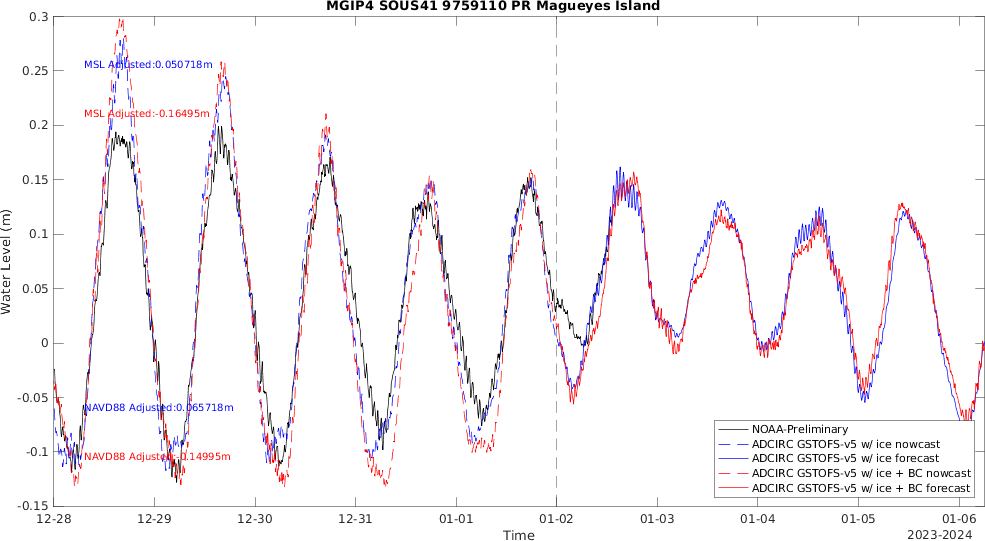 MGIP4 SOUS41 9759110 PR Magueyes Island
0.3
0.25
0.2
0.15
0.1
0.05
0
-0.05
-0.1
-0.15
Water Level (m)
MSL Adjusted:0.050718m
MSL Adjusted:-0.16495m
NAVD88 Adjusted:0.065718m
NAVD88 Adjusted:-0.14995m
NOAA-Preliminary
ADCIRC GSTOFS-v5 w/ ice nowcast
ADCIRC GSTOFS-v5 w/ ice forecast
ADCIRC GSTOFS-v5 w/ ice + BC nowcast
ADCIRC GSTOFS-v5 w/ ice + BC forecast
12-28 12-29 12-30 12-31 01-01 01-02 01-03 01-04 01-05 01-06
Time
2023-2024